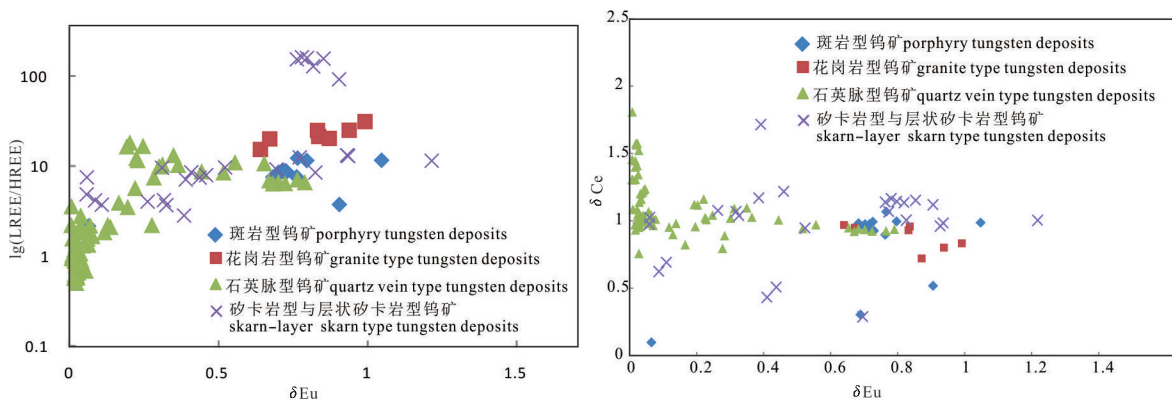 lg(LREE/HREE)
100
10
1
0.1
0
0.5
1
1.5
δEu
斑岩型钨矿porphyry tungsten deposits
花岗岩型钨矿granite type tungsten deposits
石英脉型钨矿quartz vein type tungsten deposits
矽卡岩型与层状矽卡岩型钨矿
skarn-layer skarn type tungsten deposits
δCe
2.5
2
1.5
1
0.5
0
0
0.2
0.4
0.6
0.8
1
1.2
1.4
δEu
斑岩型钨矿porphyry tungsten deposits
花岗岩型钨矿granite type tungsten deposits
石英脉型钨矿quartz vein type tungsten deposits
矽卡岩型与层状矽卡岩型钨矿
skarn-layer skarn type tungsten deposits